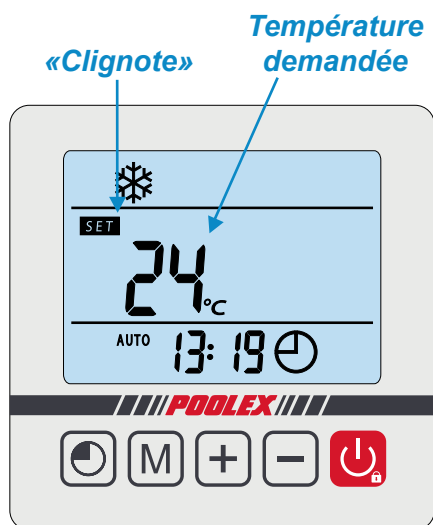 Température
«Clignote» demandée
SET
24 °C
AUTO 13:19
POOLEX
M + −